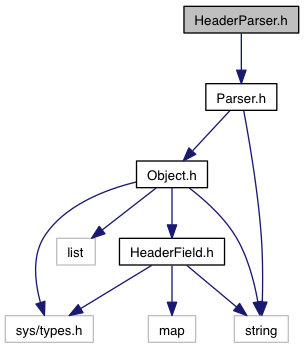 HeaderParser.h
Parser.h
Object.h
list
HeaderField.h
sys/types.h
map
string